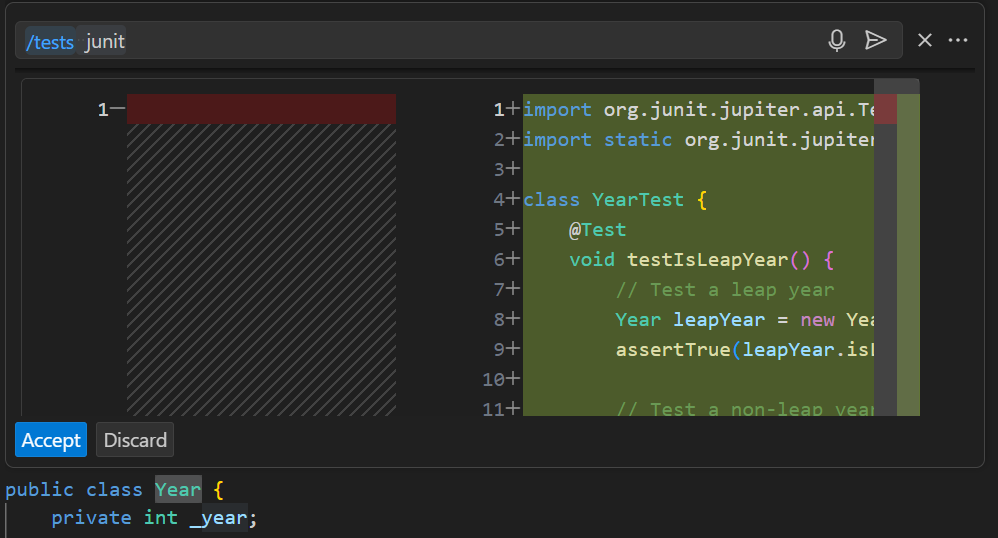 /tests junit
1 — 1 + import org.junit.jupiter.api.Te
2 + import static org.junit.jupiter
3 +
4 + class YearTest {
5 + @Test
6 + void testIsLeapYear() {
7 + // Test a leap year
8 + Year leapYear = new Yea
9 + assertTrue(leapYear.isL
10 +
11 + // Test a non-leap year
Accept Discard
public class Year {
private int _year;